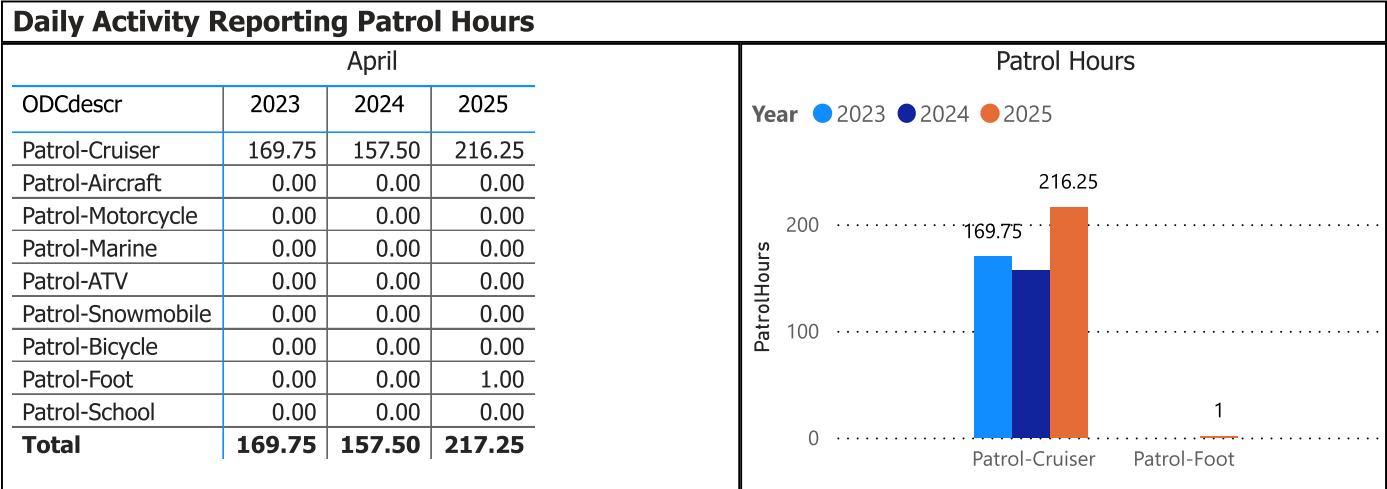 Daily Activity Reporting Patrol Hours
April
ODCdescr 2023 2024 2025
Patrol-Cruiser 169.75 157.50 216.25
Patrol-Aircraft 0.00 0.00 0.00
Patrol-Motorcycle 0.00 0.00 0.00
Patrol-Marine 0.00 0.00 0.00
Patrol-ATV 0.00 0.00 0.00
Patrol-Snowmobile 0.00 0.00 0.00
Patrol-Bicycle 0.00 0.00 0.00
Patrol-Foot 0.00 0.00 1.00
Patrol-School 0.00 0.00 0.00
Total 169.75 157.50 217.25
Patrol Hours
Year 2023 2024 2025
PatrolHours
216.25
200
169.75
100
1
0
Patrol-Cruiser Patrol-Foot